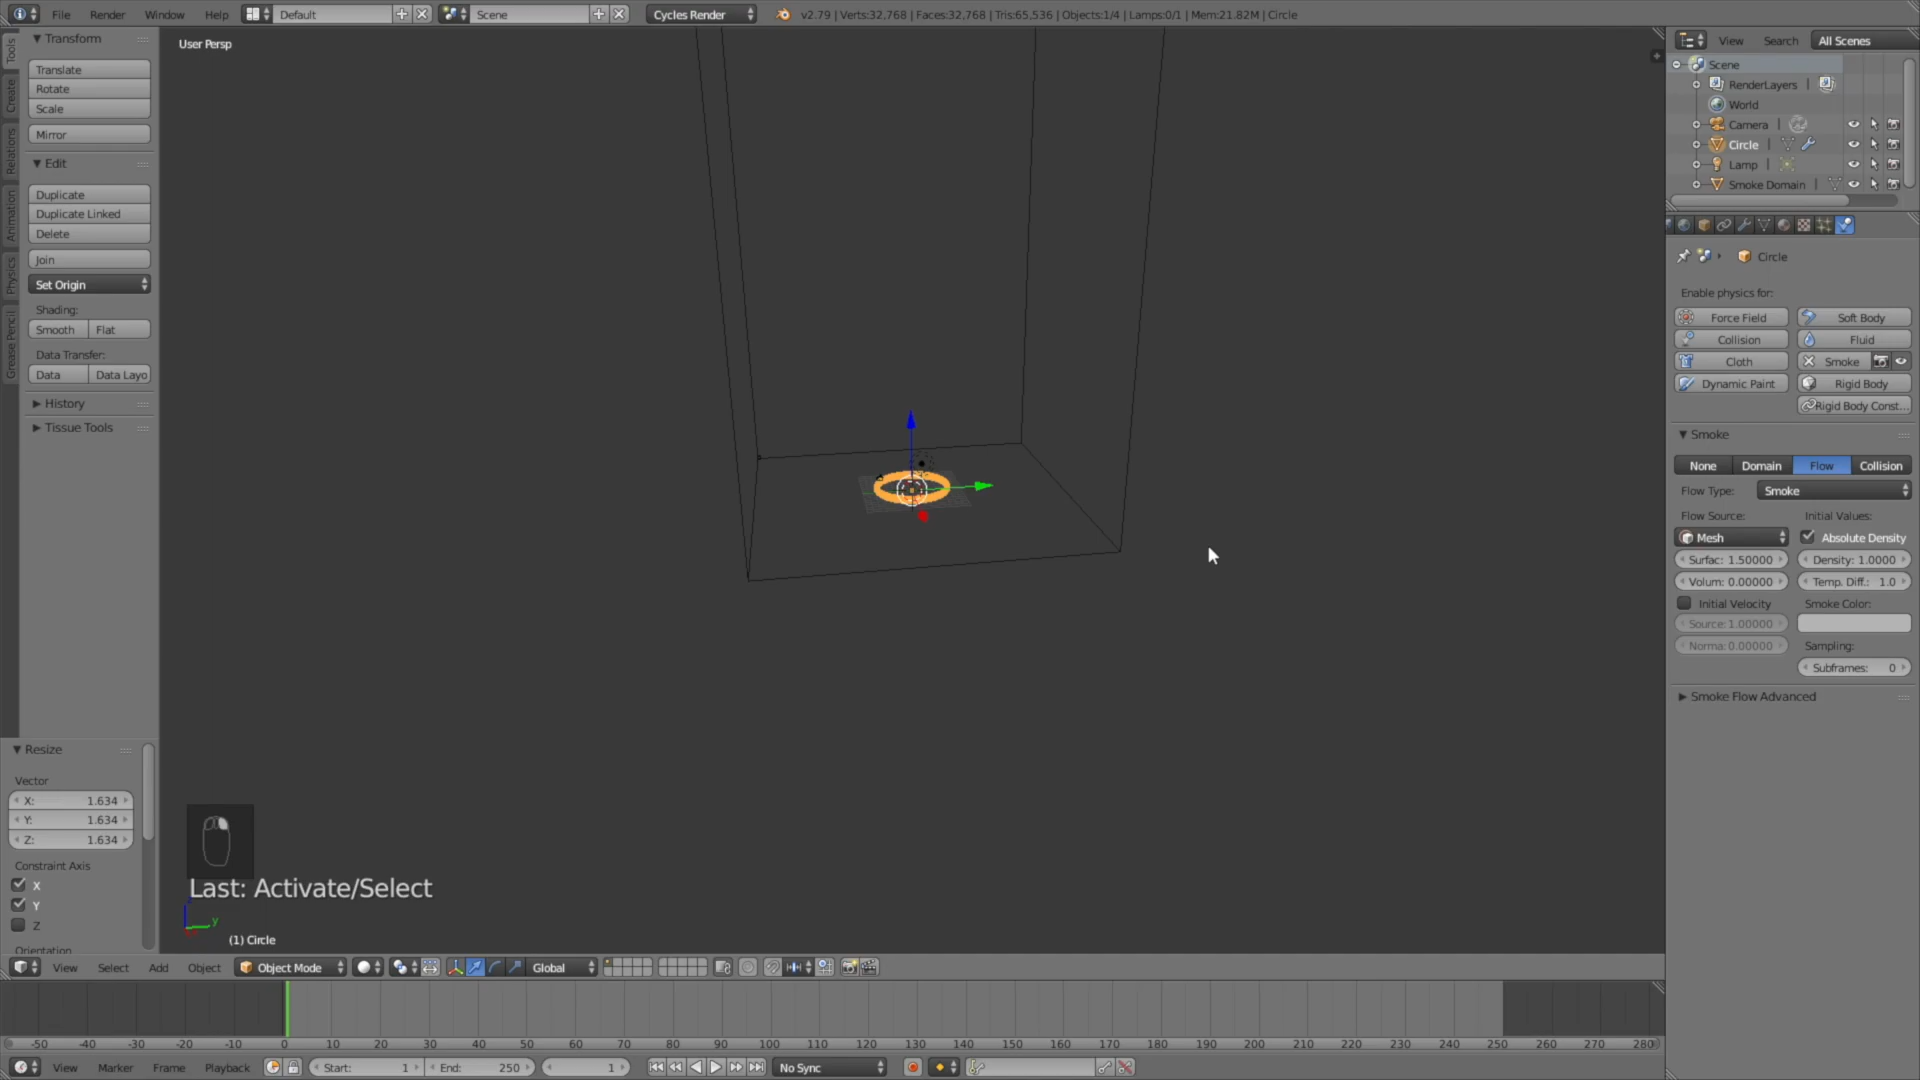 File Render Window Help Default Scene Cycles Render v2.79 | Verts:32,768 | Faces:32,768 | Tris:65,536 | Objects:1/4 | Lamps:0/1 | Mem:21.82M | Circle
Tools
Create
Relations
Animation
Physics
Grease Pencil
Transform
Translate
Rotate
Scale
Mirror
Edit
Duplicate
Duplicate Linked
Delete
Join
Set Origin
Shading:
Smooth Flat
Data Transfer:
Data Data Layo
History
Tissue Tools
Resize
Vector
X: 1.634
Y: 1.634
Z: 1.634
Constraint Axis
X
Y
Z
Orientation
User Persp
Last: Activate/Select
y
(1) Circle
View Select Add Object Object Mode Global
-50 -40 -30 -20 -10 0 10 20 30 40 50 60 70 80 90 100 110 120 130 140 150 160 170 180 190 200 210 220 230 240 250 260 270 280
View Marker Frame Playback Start: 1 End: 250 1 No Sync
View Search All Scenes
Scene
RenderLayers |
World
Camera |
Circle |
Lamp |
Smoke Domain |
Circle
Enable physics for:
Force Field Soft Body
Collision Fluid
Cloth Smoke
Dynamic Paint Rigid Body
Rigid Body Const...
Smoke
None Domain Flow Collision
Flow Type: Smoke
Flow Source: Initial Values:
Mesh Absolute Density
Surfac: 1.50000 Density: 1.0000
Volum: 0.00000 Temp. Diff.: 1.0
Initial Velocity Smoke Color:
Source: 1.00000
Norma: 0.00000 Sampling:
Subframes: 0
Smoke Flow Advanced